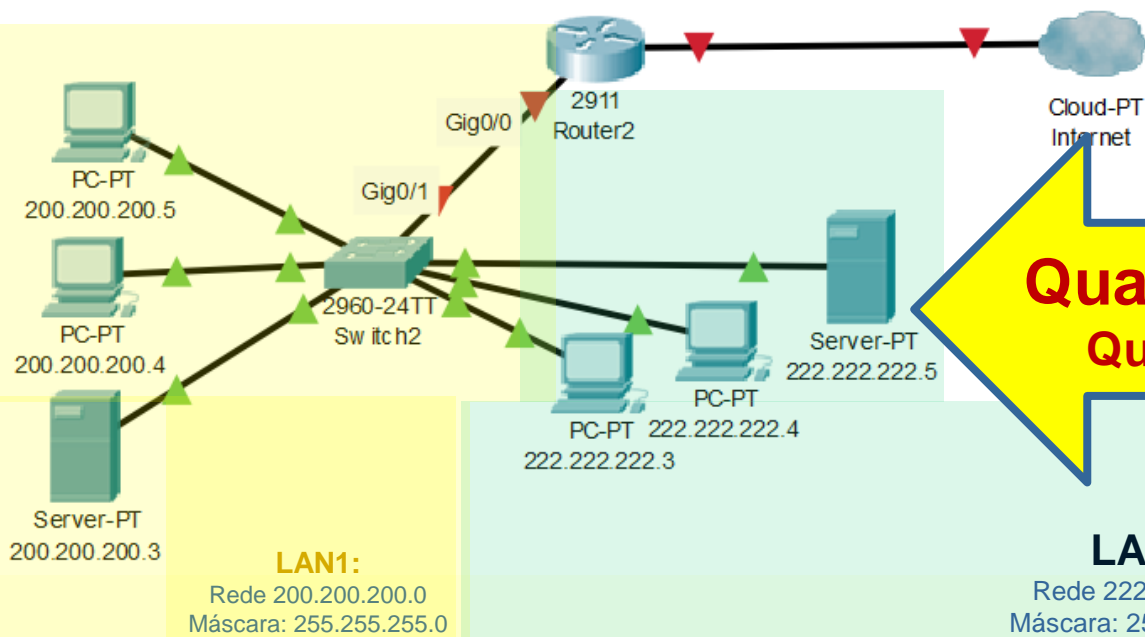 2911
Router2
Cloud-PT
Internet
Gig0/0
Gig0/1
PC-PT
200.200.200.5
PC-PT
200.200.200.4
2960-24TT
Switch2
Server-PT
222.222.222.5
PC-PT
222.222.222.4
PC-PT
222.222.222.3
Server-PT
200.200.200.3
LAN1:
Rede 200.200.200.0
Máscara: 255.255.255.0
Rede 222
Máscara: